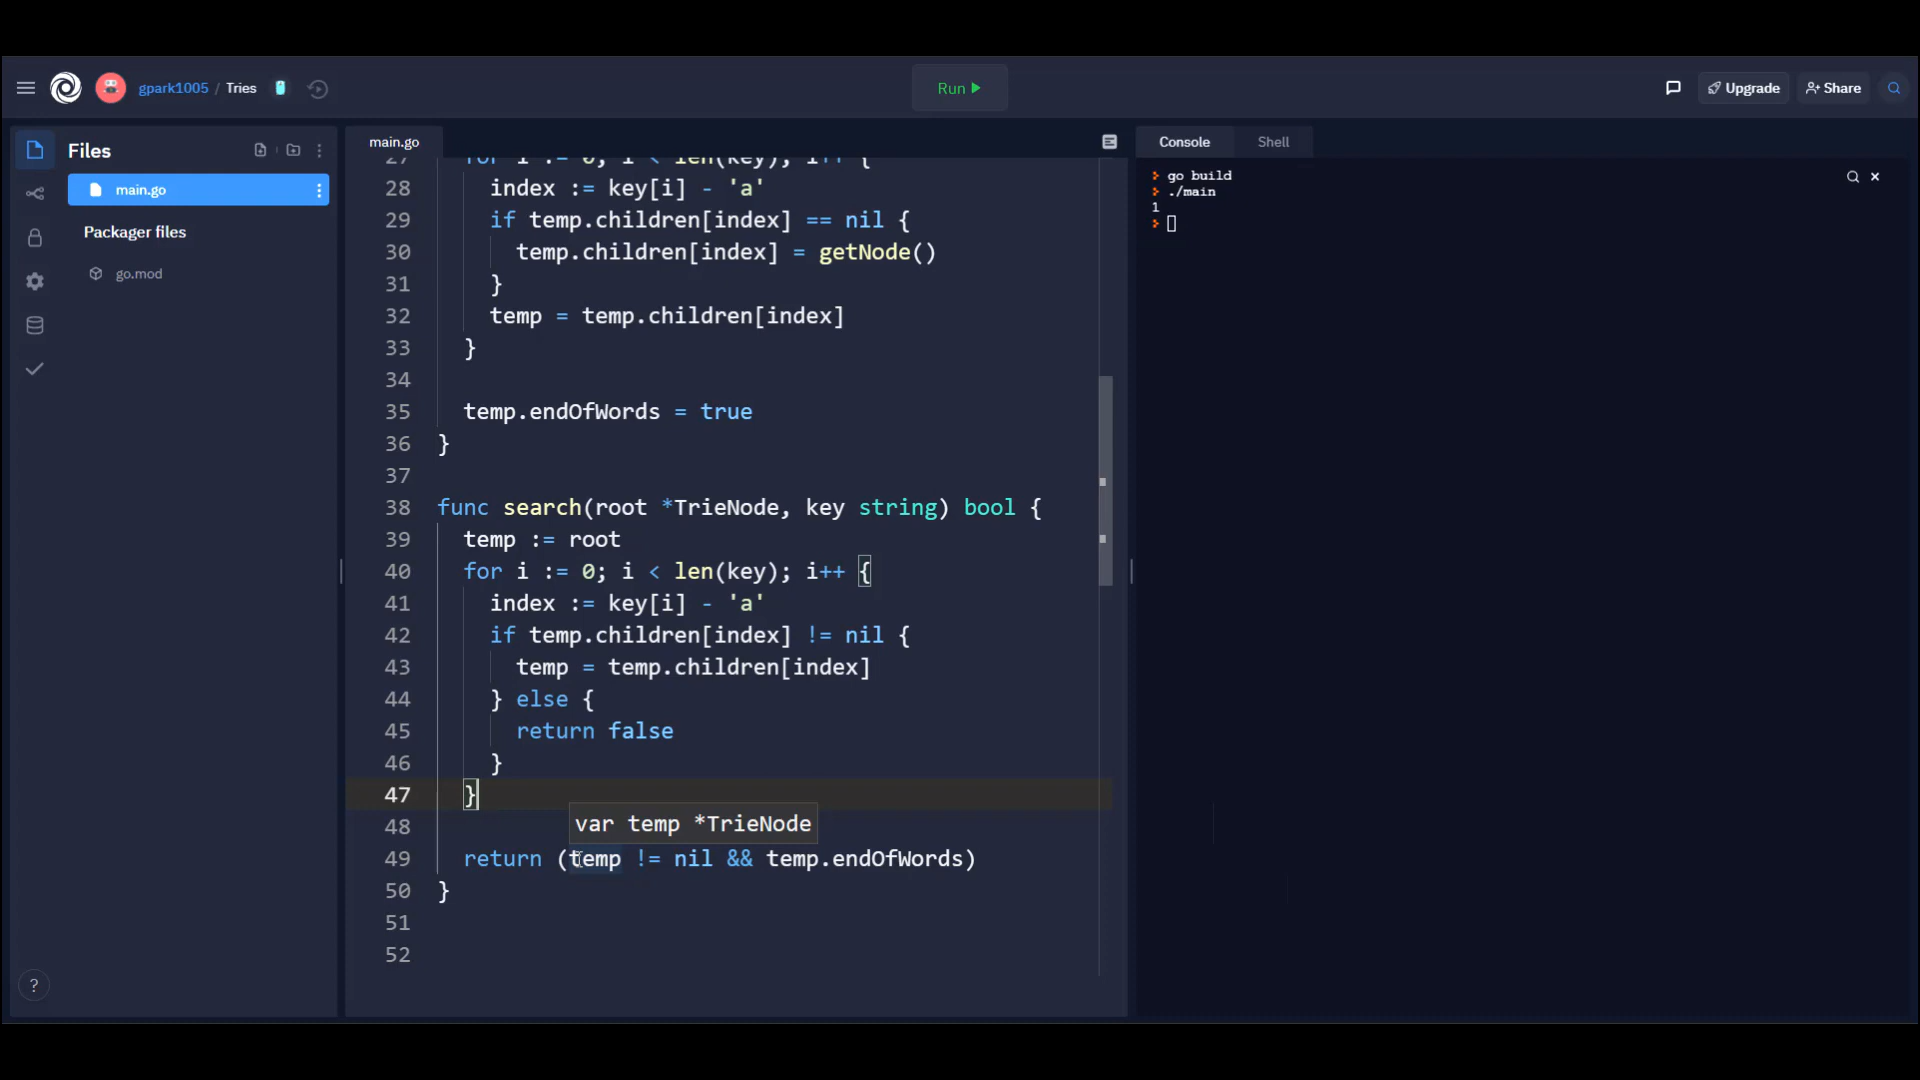 gpark1005 / Tries
Run
Upgrade
Share
Files
main.go
Packager files
go.mod
main.go
27 for i := 0; i < len(key); i++ {
28 index := key[i] - 'a'
29 if temp.children[index] == nil {
30 temp.children[index] = getNode()
31 }
32 temp = temp.children[index]
33 }
34
35 temp.endOfWords = true
36 }
37
38 func search(root *TrieNode, key string) bool {
39 temp := root
40 for i := 0; i < len(key); i++ {
41 index := key[i] - 'a'
42 if temp.children[index] != nil {
43 temp = temp.children[index]
44 } else {
45 return false
46 }
47 }
var temp *TrieNode
48
49 return (temp != nil && temp.endOfWords)
50 }
51
52
?
Console
Shell
go build
./main
1